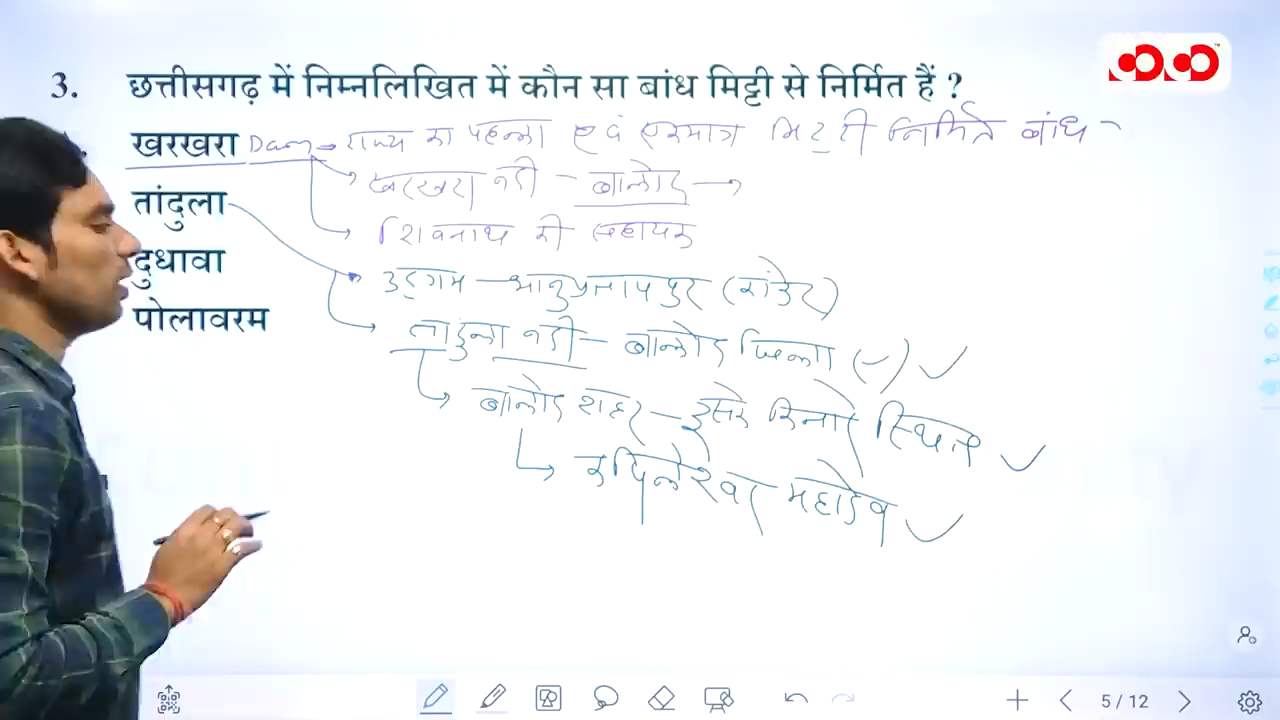 3. छत्तीसगढ़ में निम्नलिखित में कौन सा बांध मिट्टी से निर्मित हैं ?
खरखरा Dam राज्य का पहला एवं एकमात्र मिट्टी निर्मित बांध
खरखरा नदी – बालोद
तांदुला
शिवनाथ की सहायक
दुधावा
उद्गम – भानुप्रतापपुर (कांकेर)
पोलावरम
तांदुला नदी – बालोद जिला
बालोद शहर – इसके किनारे स्थित
कपिलेश्वर महादेव
5 / 12